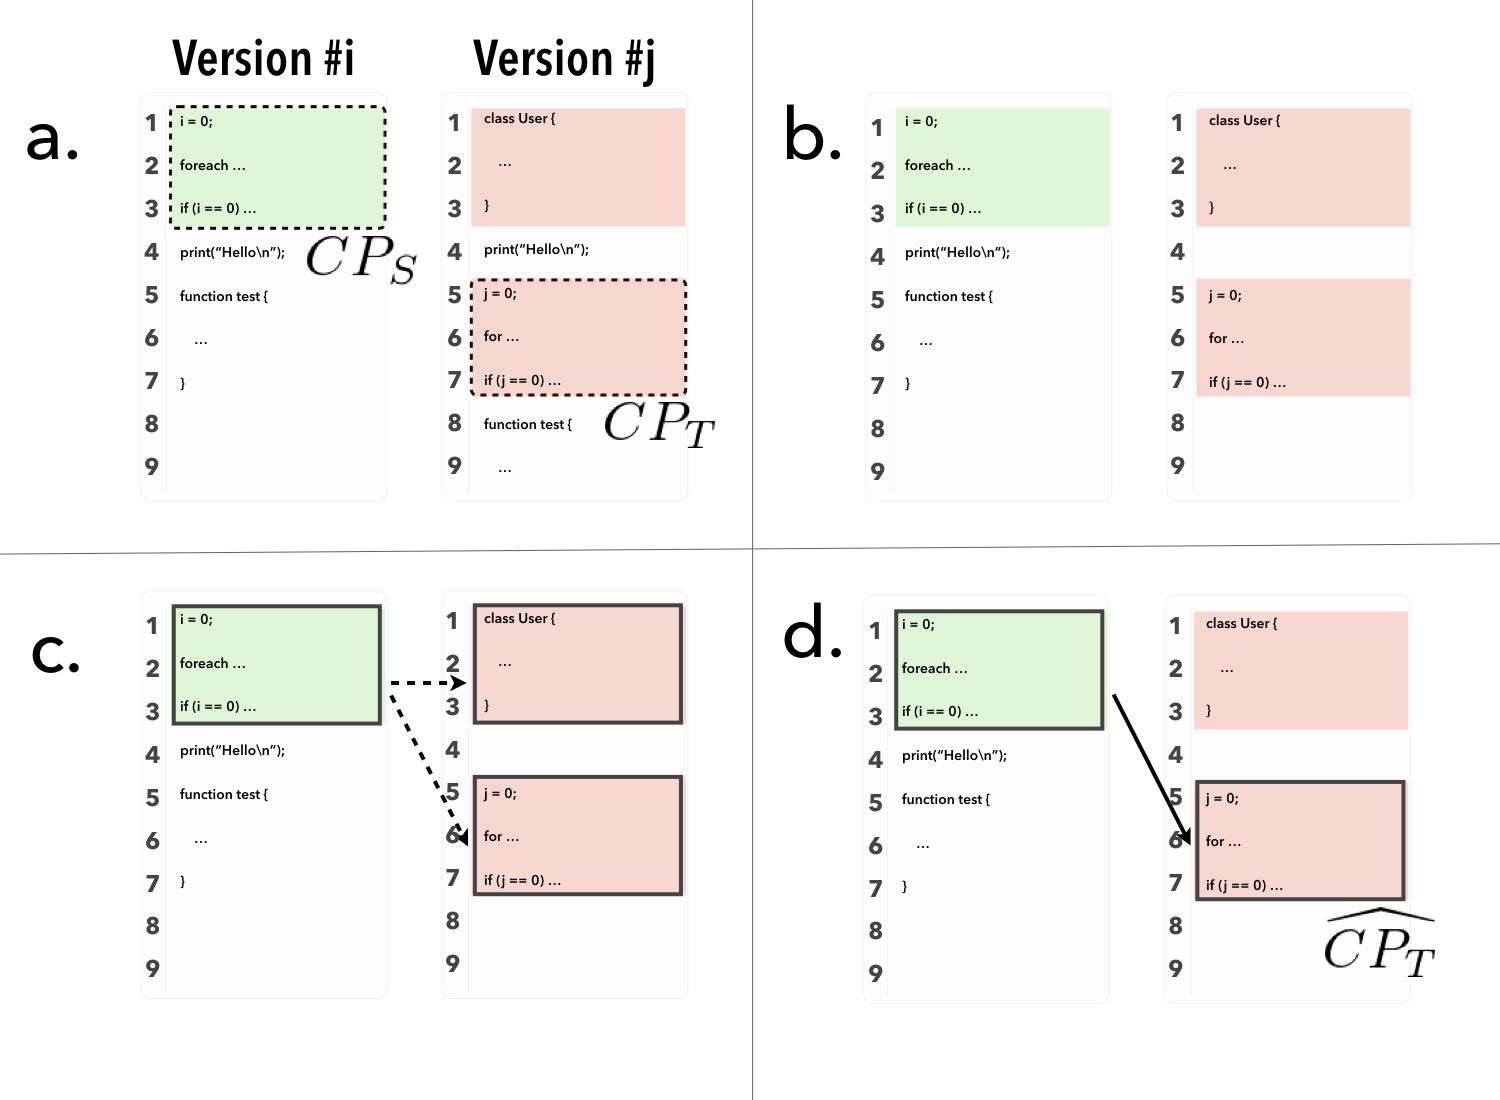 Version #i
Version #j
a.
1 i = 0;
2 foreach ...
3 if (i == 0) ...
4 print(“Hello\n”);
5 function test {
6 ...
7 }
8
9
CP_S
1 class User {
2 ...
3 }
4 print(“Hello\n”);
5 j = 0;
6 for ...
7 if (j == 0) ...
8 function test {
9 ...
CP_T
b.
1 i = 0;
2 foreach ...
3 if (i == 0) ...
4 print(“Hello\n”);
5 function test {
6 ...
7 }
8
9
1 class User {
2 ...
3 }
4
5 j = 0;
6 for ...
7 if (j == 0) ...
8
9
c.
1 i = 0;
2 foreach ...
3 if (i == 0) ...
4 print(“Hello\n”);
5 function test {
6 ...
7 }
8
9
1 class User {
2 ...
3 }
4
5 j = 0;
6 for ...
7 if (j == 0) ...
8
9
d.
1 i = 0;
2 foreach ...
3 if (i == 0) ...
4 print(“Hello\n”);
5 function test {
6 ...
7 }
8
9
1 class User {
2 ...
3 }
4
5 j = 0;
6 for ...
7 if (j == 0) ...
8
9
\widehat{CP_T}